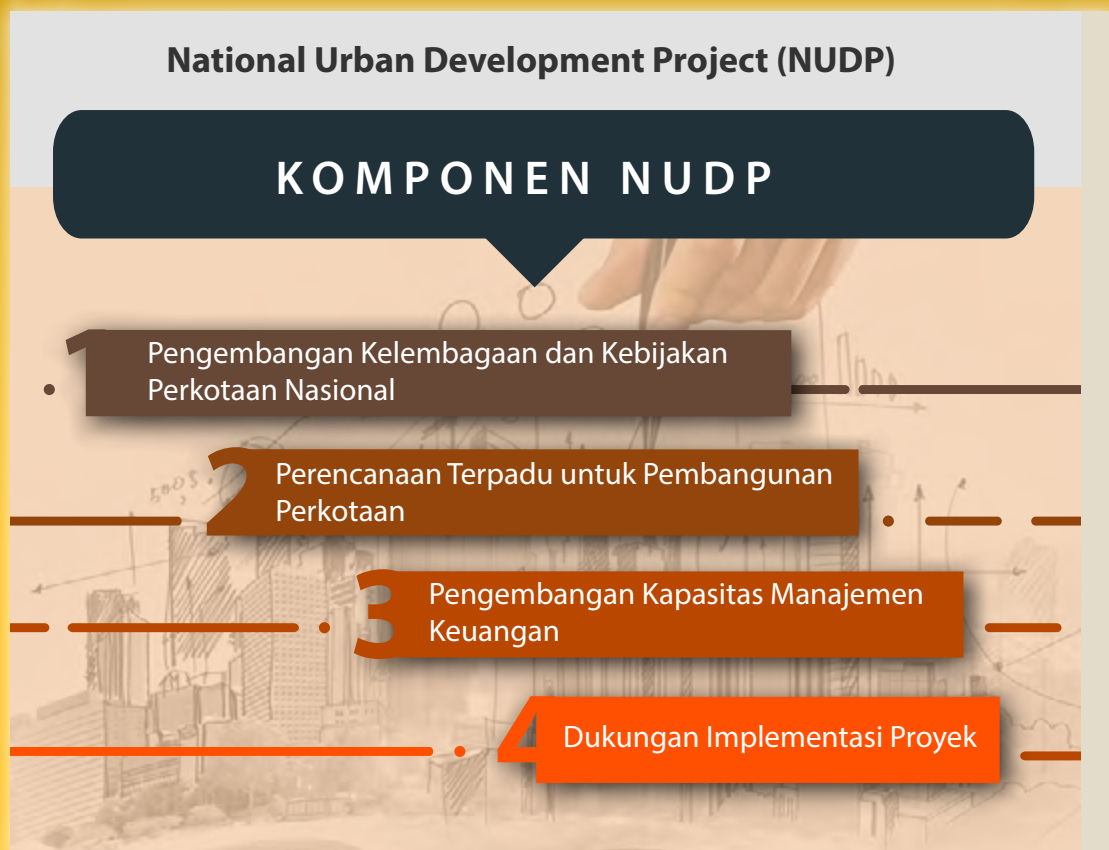 National Urban Development Project (NUDP)
KOMPONEN NUDP
1
Pengembangan Kelembagaan dan Kebijakan
Perkotaan Nasional
2
Perencanaan Terpadu untuk Pembangunan
Perkotaan
3
Pengembangan Kapasitas Manajemen
Keuangan
4
Dukungan Implementasi Proyek